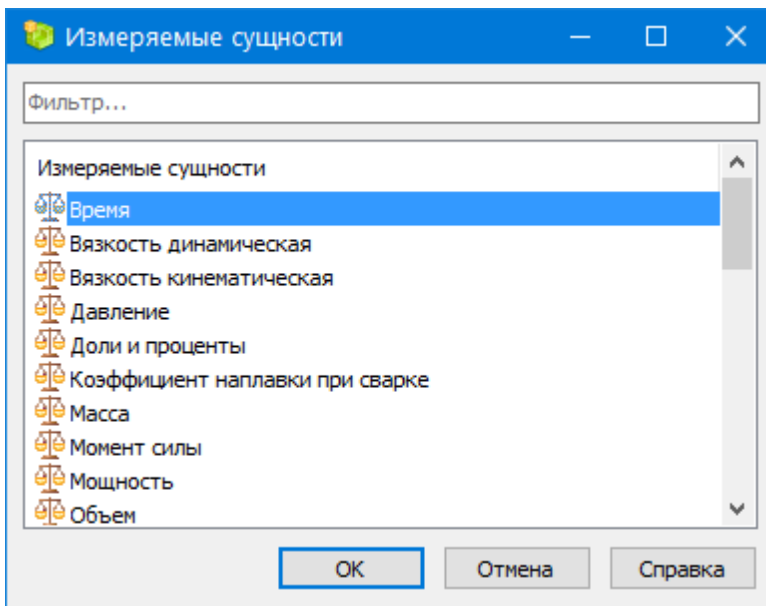 Измеряемые сущности
Фильтр...
Измеряемые сущности
Время
Вязкость динамическая
Вязкость кинематическая
Давление
Доли и проценты
Коэффициент наплавки при сварке
Масса
Момент силы
Мощность
Объем
ОК Отмена Справка